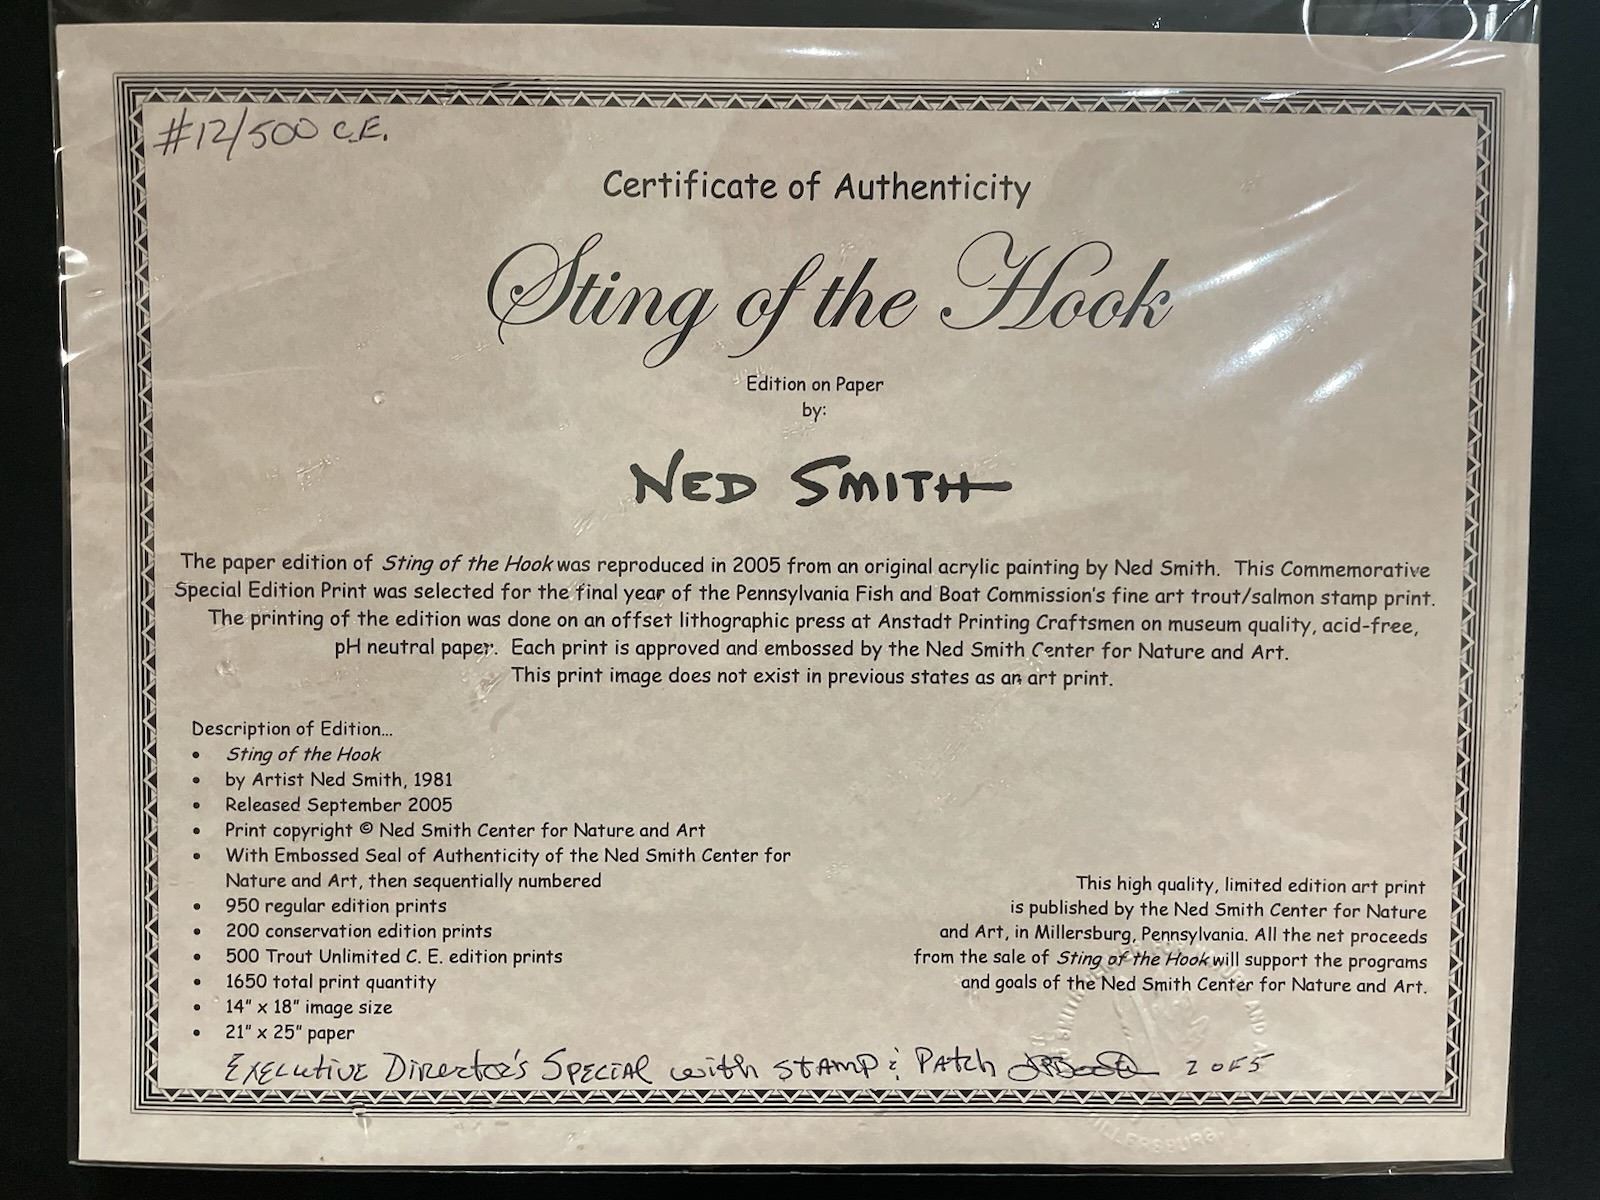 #12/500 C.E.
Certificate of Authenticity
Sting of the Hook
Edition on Paper
by:
NED SMITH
The paper edition of Sting of the Hook was reproduced in 2005 from an original acrylic painting by Ned Smith. This Commemorative
Special Edition Print was selected for the final year of the Pennsylvania Fish and Boat Commission's fine art trout/salmon stamp print.
The printing of the edition was done on an offset lithographic press at Anstadt Printing Craftsmen on museum quality, acid-free,
pH neutral paper. Each print is approved and embossed by the Ned Smith Center for Nature and Art.
This print image does not exist in previous states as an art print.
Description of Edition...
• Sting of the Hook
• by Artist Ned Smith, 1981
• Released September 2005
• Print copyright © Ned Smith Center for Nature and Art
• With Embossed Seal of Authenticity of the Ned Smith Center for
Nature and Art, then sequentially numbered
• 950 regular edition prints
• 200 conservation edition prints
• 500 Trout Unlimited C. E. edition prints
• 1650 total print quantity
• 14" x 18" image size
• 21" x 25" paper
This high quality, limited edition art print
is published by the Ned Smith Center for Nature
and Art, in Millersburg, Pennsylvania. All the net proceeds
from the sale of Sting of the Hook will support the programs
and goals of the Ned Smith Center for Nature and Art.
Executive Director's Special with Stamp & Patch 2 of 5
MILLERSBURG,